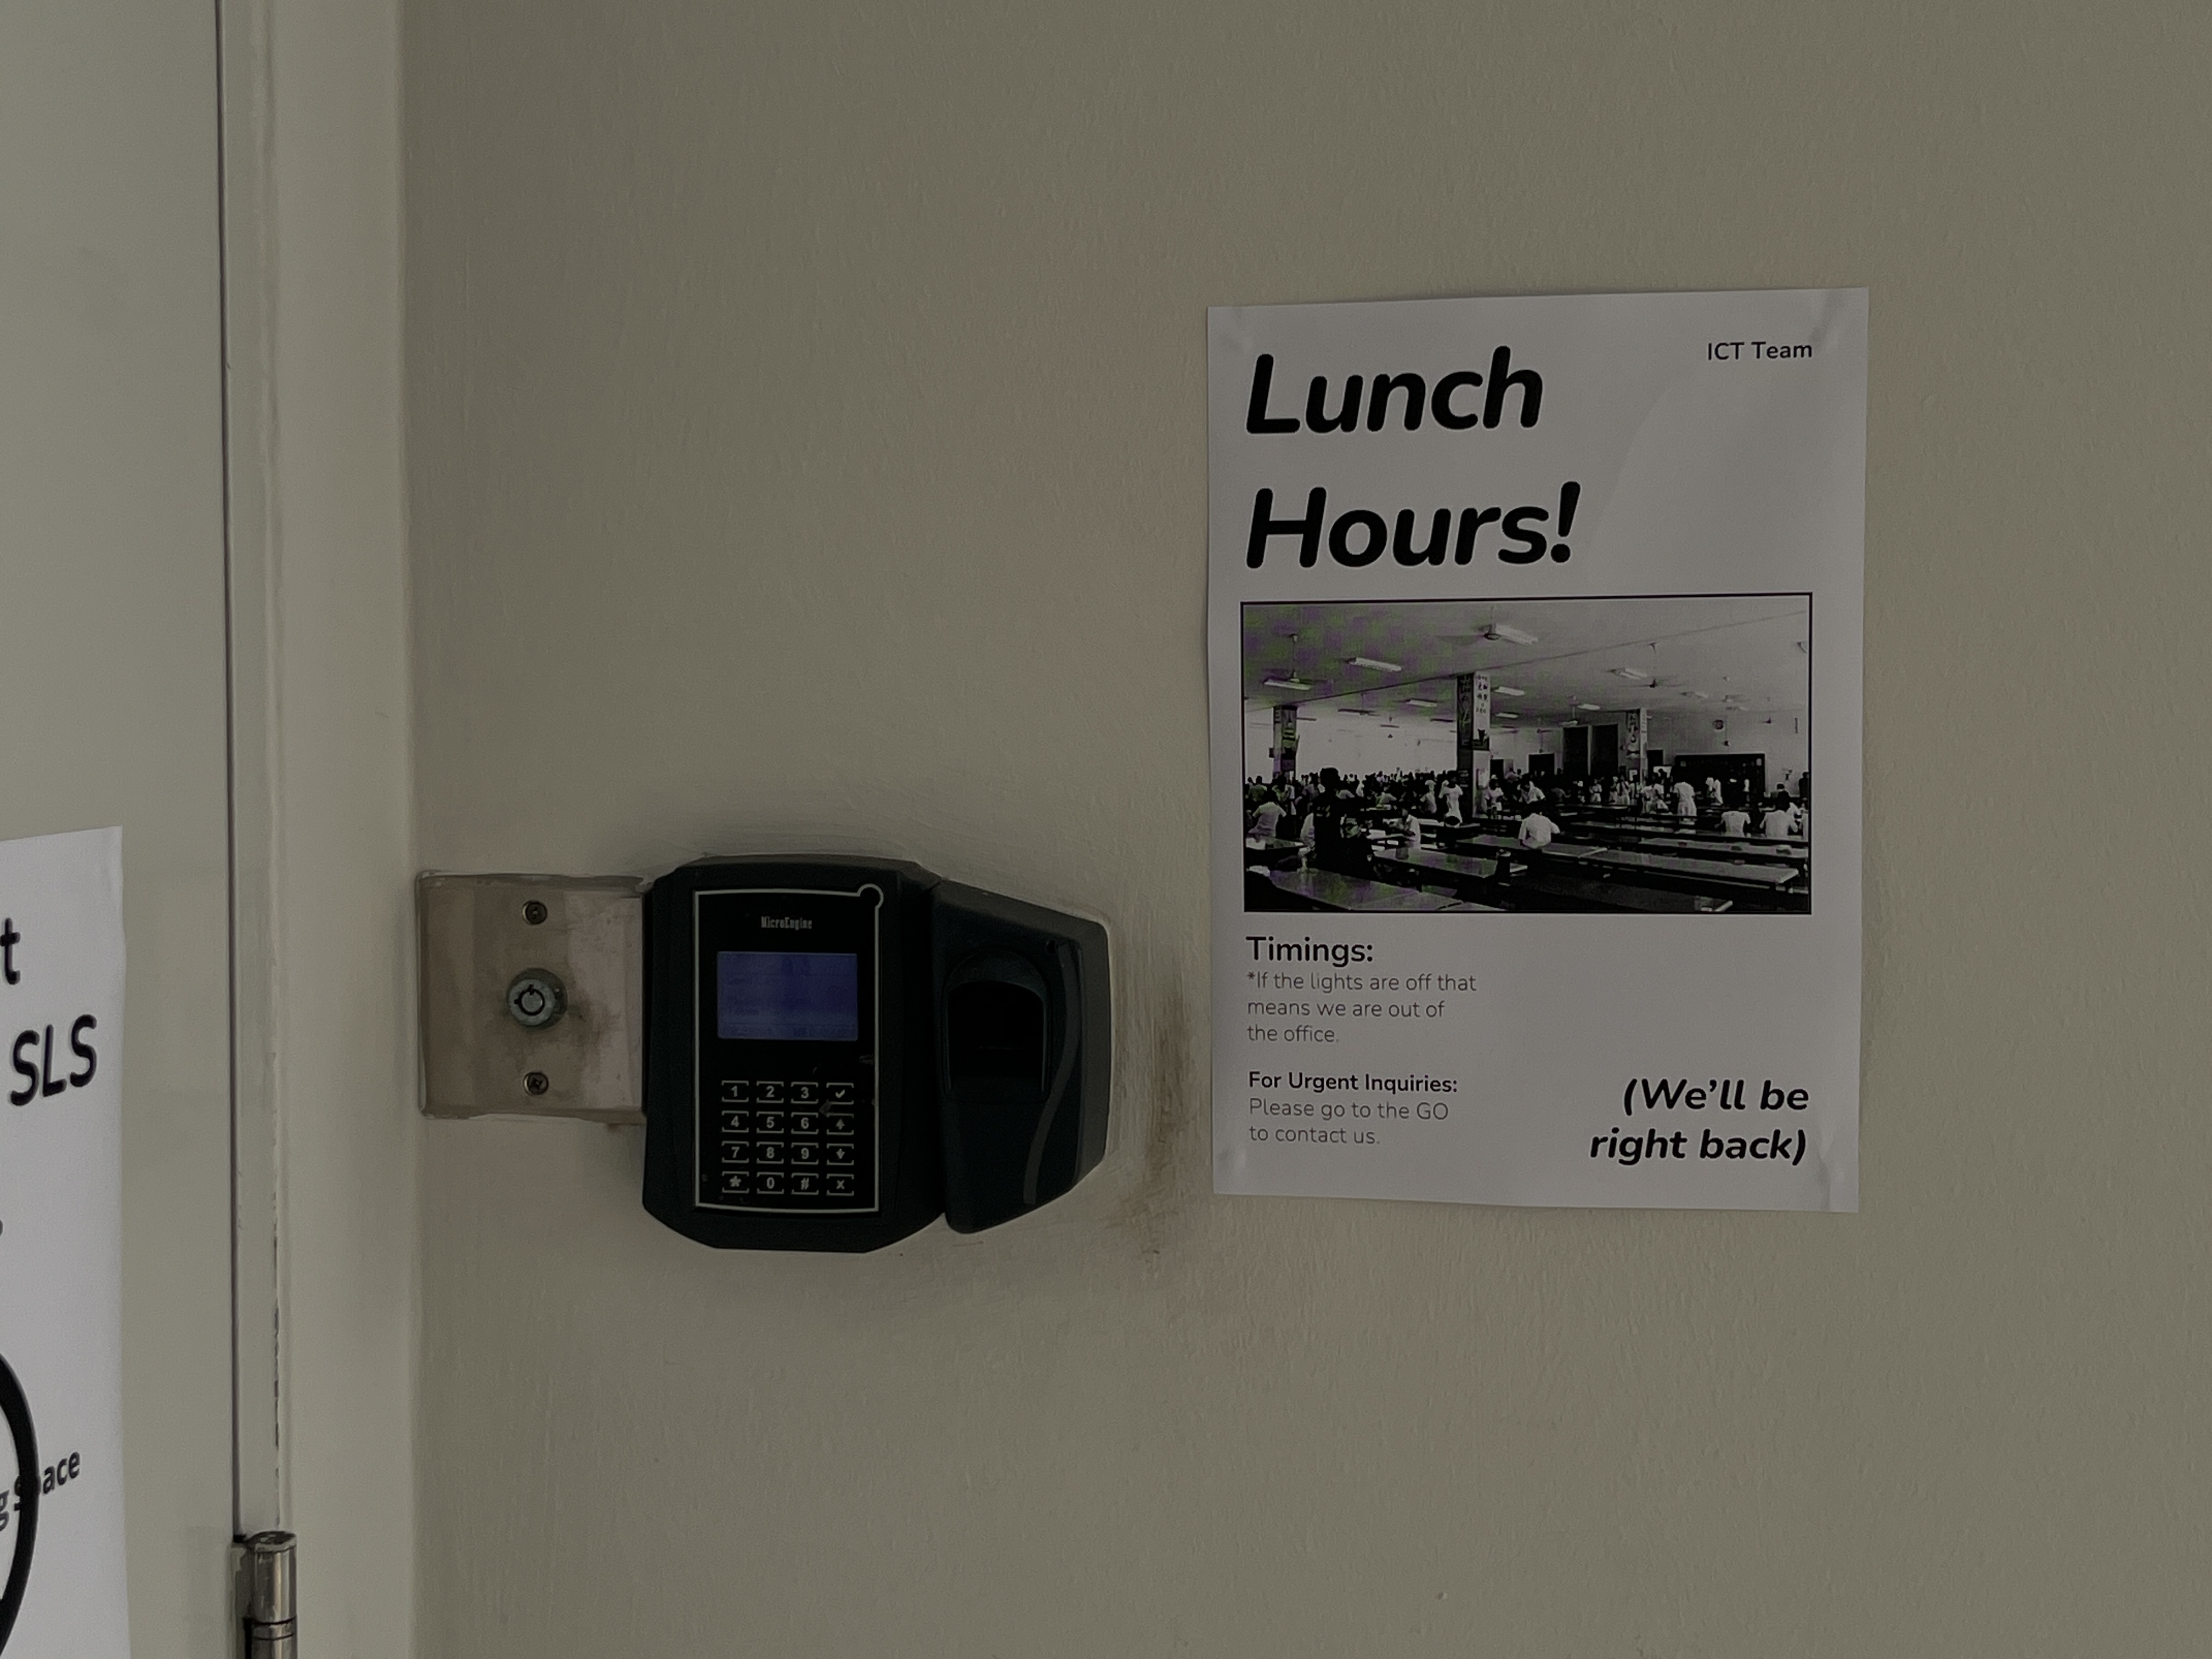 t
SLS
g Space
MicroEngine
1 2 3
4 5 6
7 8 9
* 0 # x
ICT Team
Lunch
Hours!
Timings:
*If the lights are off that
means we are out of
the office.
For Urgent Inquiries:
Please go to the GO
to contact us.
(We'll be
right back)